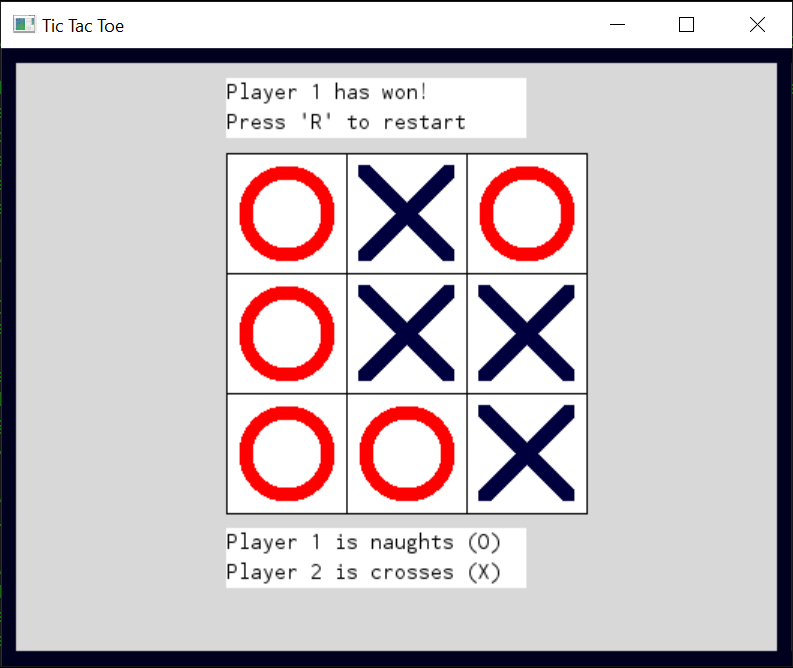 Tic Tac Toe
Player 1 has won!
Press 'R' to restart
Player 1 is naughts (O)
Player 2 is crosses (X)